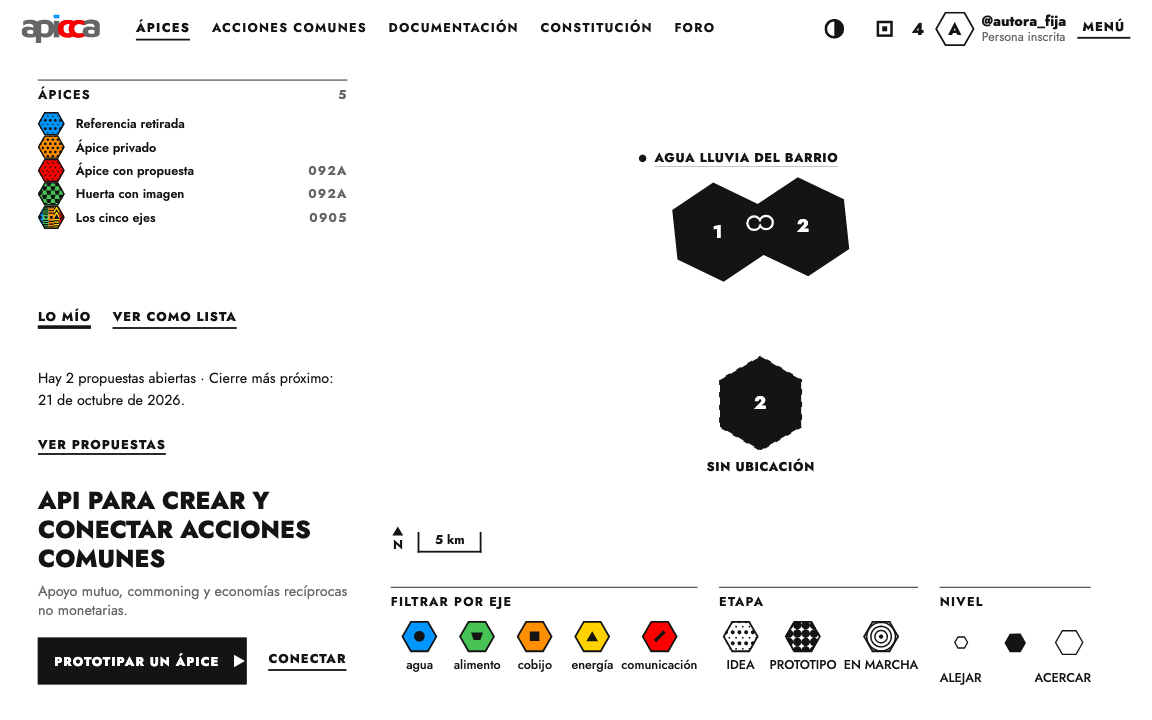 apicca
ÁPICES
ACCIONES COMUNES
DOCUMENTACIÓN
CONSTITUCIÓN
FORO
4
A
@autora_fija
Persona inscrita
MENÚ
ÁPICES 5
Referencia retirada
Ápice privado
Ápice con propuesta 092A
Huerta con imagen 092A
Los cinco ejes 0905
LO MÍO
VER COMO LISTA
Hay 2 propuestas abiertas · Cierre más próximo:
21 de octubre de 2026.
VER PROPUESTAS
API PARA CREAR Y
CONECTAR ACCIONES
COMUNES
Apoyo mutuo, commoning y economías recíprocas
no monetarias.
PROTOTIPAR UN ÁPICE
CONECTAR
AGUA LLUVIA DEL BARRIO
1
2
2
SIN UBICACIÓN
N
5 km
FILTRAR POR EJE
agua
alimento
cobijo
energía
comunicación
ETAPA
IDEA
PROTOTIPO
EN MARCHA
NIVEL
ALEJAR
ACERCAR